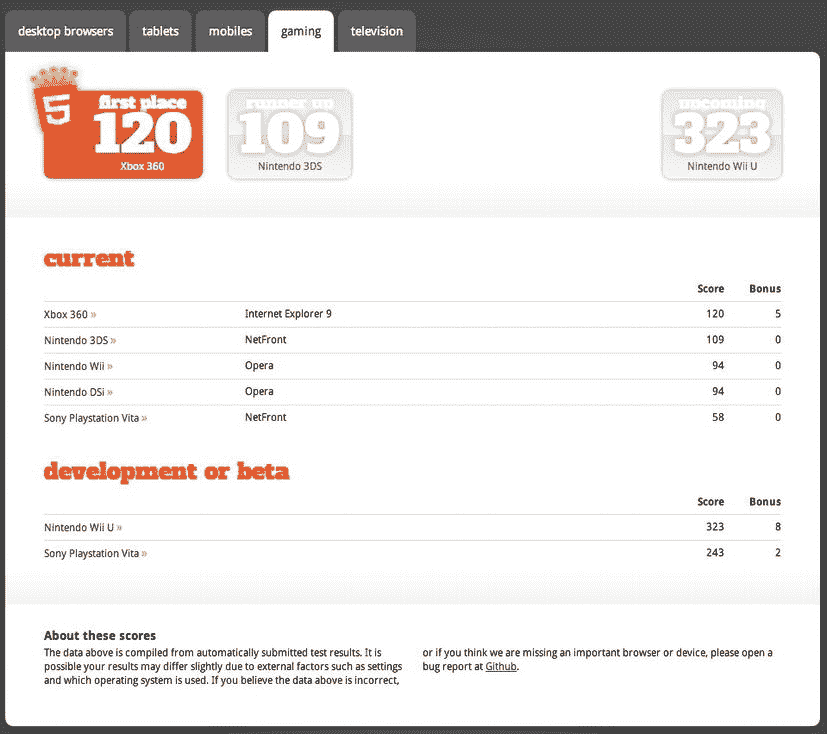 desktop browsers tablets mobiles gaming television
5
first place
120
Xbox 360
runner up
109
Nintendo 3DS
upcoming
323
Nintendo Wii U
current
Score Bonus
Xbox 360 » Internet Explorer 9 120 5
Nintendo 3DS » NetFront 109 0
Nintendo Wii » Opera 94 0
Nintendo DSi » Opera 94 0
Sony Playstation Vita » NetFront 58 0
development or beta
Score Bonus
Nintendo Wii U » 323 8
Sony Playstation Vita » 243 2
About these scores
The data above is compiled from automatically submitted test results. It is
possible your results may differ slightly due to external factors such as settings
and which operating system is used. If you believe the data above is incorrect,
or if you think we are missing an important browser or device, please open a
bug report at Github.